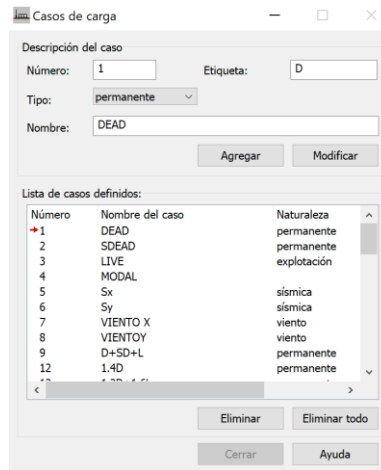 Casos de carga
Descripción del caso
Número: 1 Etiqueta: D
Tipo: permanente
Nombre: DEAD
Agregar Modificar
Lista de casos definidos:
Número Nombre del caso Naturaleza
1 DEAD permanente
2 SDEAD permanente
3 LIVE explotación
4 MODAL
5 Sx sísmica
6 Sy sísmica
7 VIENTO X viento
8 VIENTOY viento
9 D+SD+L permanente
12 1.4D permanente
Eliminar Eliminar todo
Cerrar Ayuda